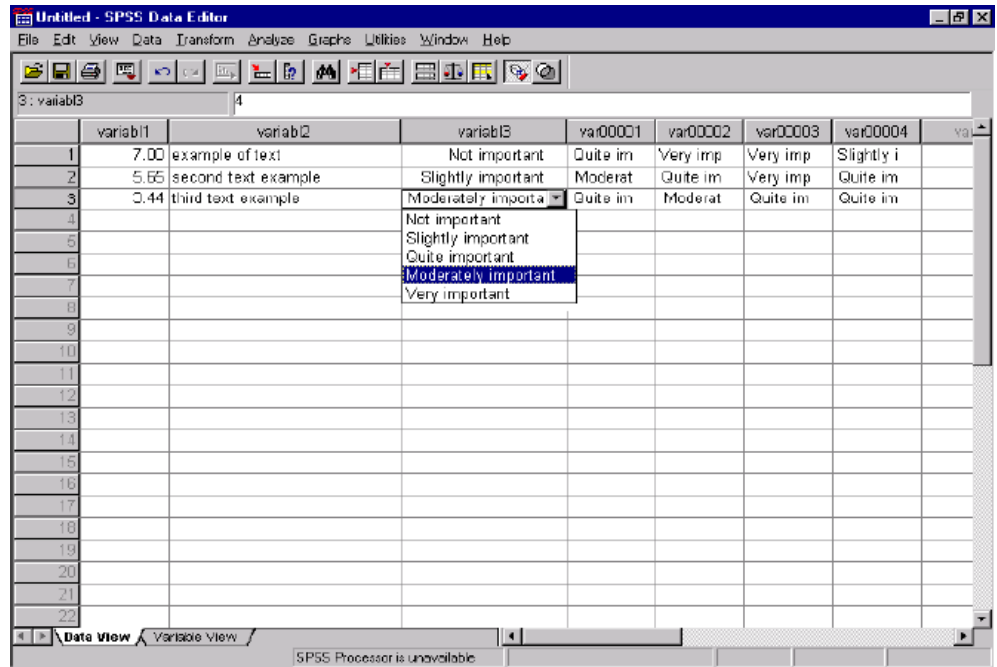 Untitled - SPSS Data Editor
File Edit View Data Transform Analyze Graphs Utilities Window Help
3 : variabl3 4
variabl1 variabl2 variabl3 var00001 var00002 var00003 var00004
1 7.00 example of text Not important Quite im Very imp Very imp Slightly i
2 5.65 second text example Slightly important Moderat Quite im Very imp Quite im
3 third text example Moderately importa Quite im Moderat Quite im Quite im
4 Not important
5 Slightly important
6 Quite important
7 Moderately important
8 Very important
9
10
11
12
13
14
15
16
17
18
19
20
21
22
Data View Variable View
SPSS Processor is unavailable